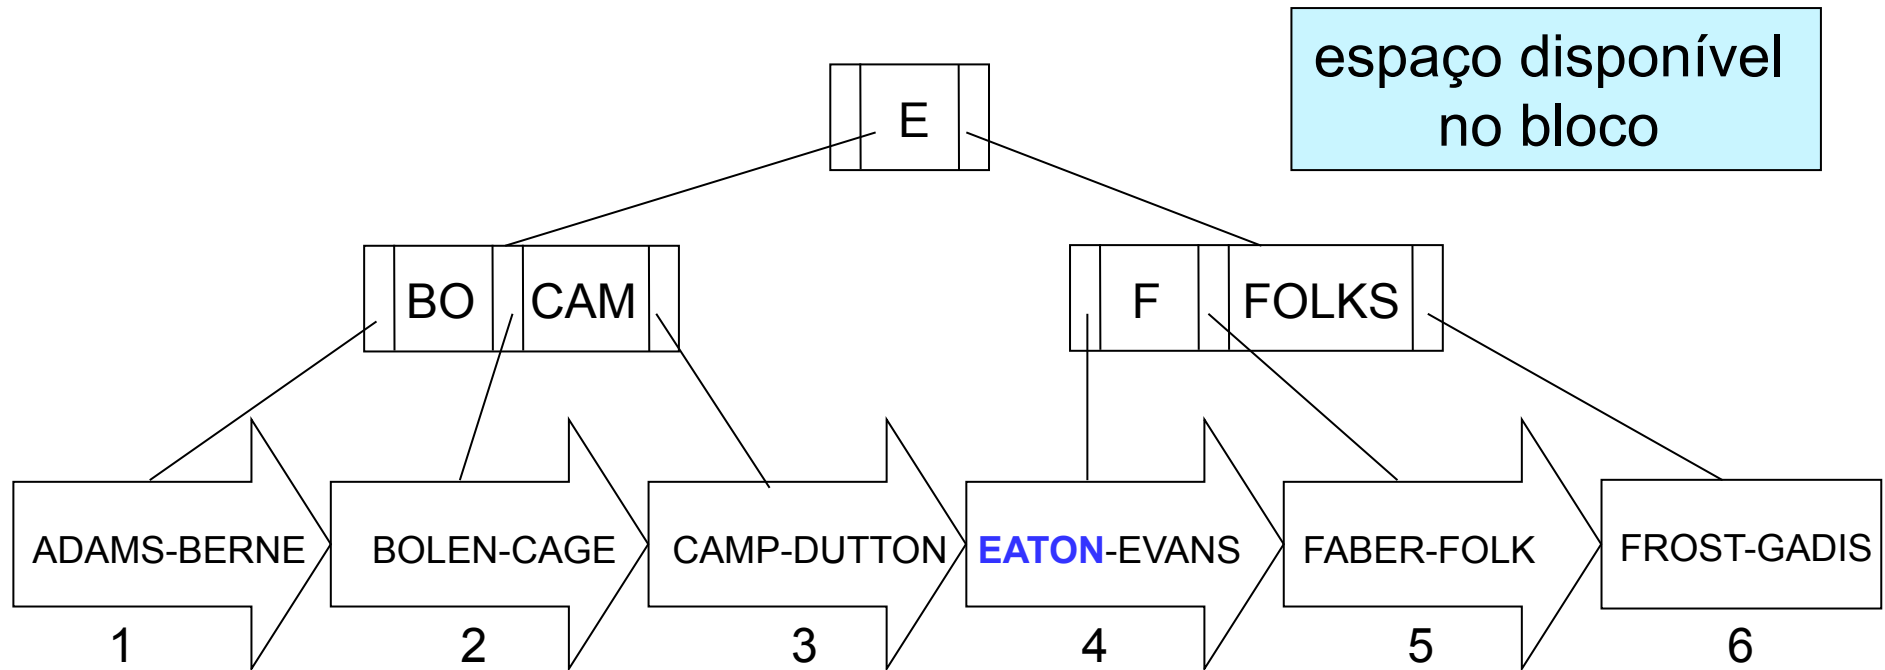 espaço disponível
no bloco
E
BO CAM
F FOLKS
ADAMS-BERNE BOLEN-CAGE CAMP-DUTTON EATON-EVANS FABER-FOLK FROST-GADIS
1 2 3 4 5 6